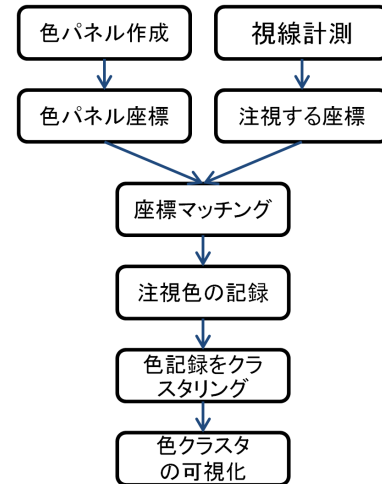 色パネル作成
視線計測
色パネル座標
注視する座標
座標マッチング
注視色の記録
色記録をクラ
スタリング
色クラスタ
の可視化